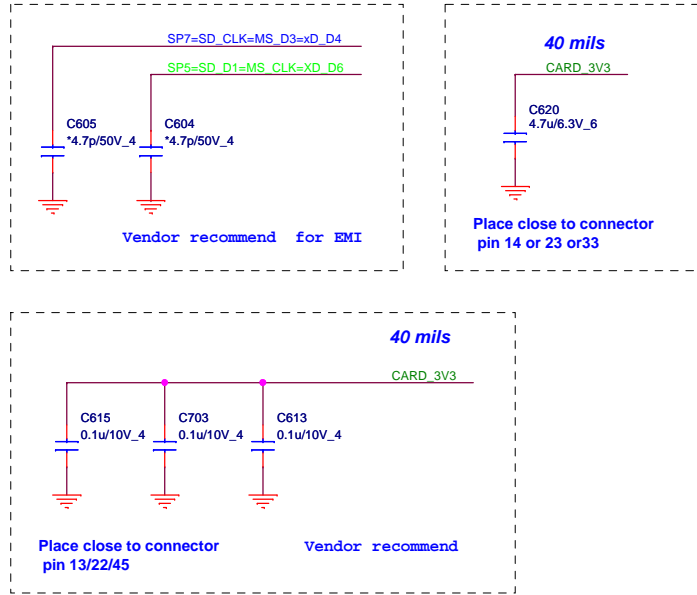 SP7=SD_CLK=MS_D3=xD_D4
SP5=SD_D1=MS_CLK=XD_D6
C605
*4.7p/50V_4
C604
*4.7p/50V_4
Vendor recommend for EMI
40 mils
CARD_3V3
C620
4.7u/6.3V_6
Place close to connector
pin 14 or 23 or33
40 mils
CARD_3V3
C615
0.1u/10V_4
C703
0.1u/10V_4
C613
0.1u/10V_4
Place close to connector
pin 13/22/45
Vendor recommend